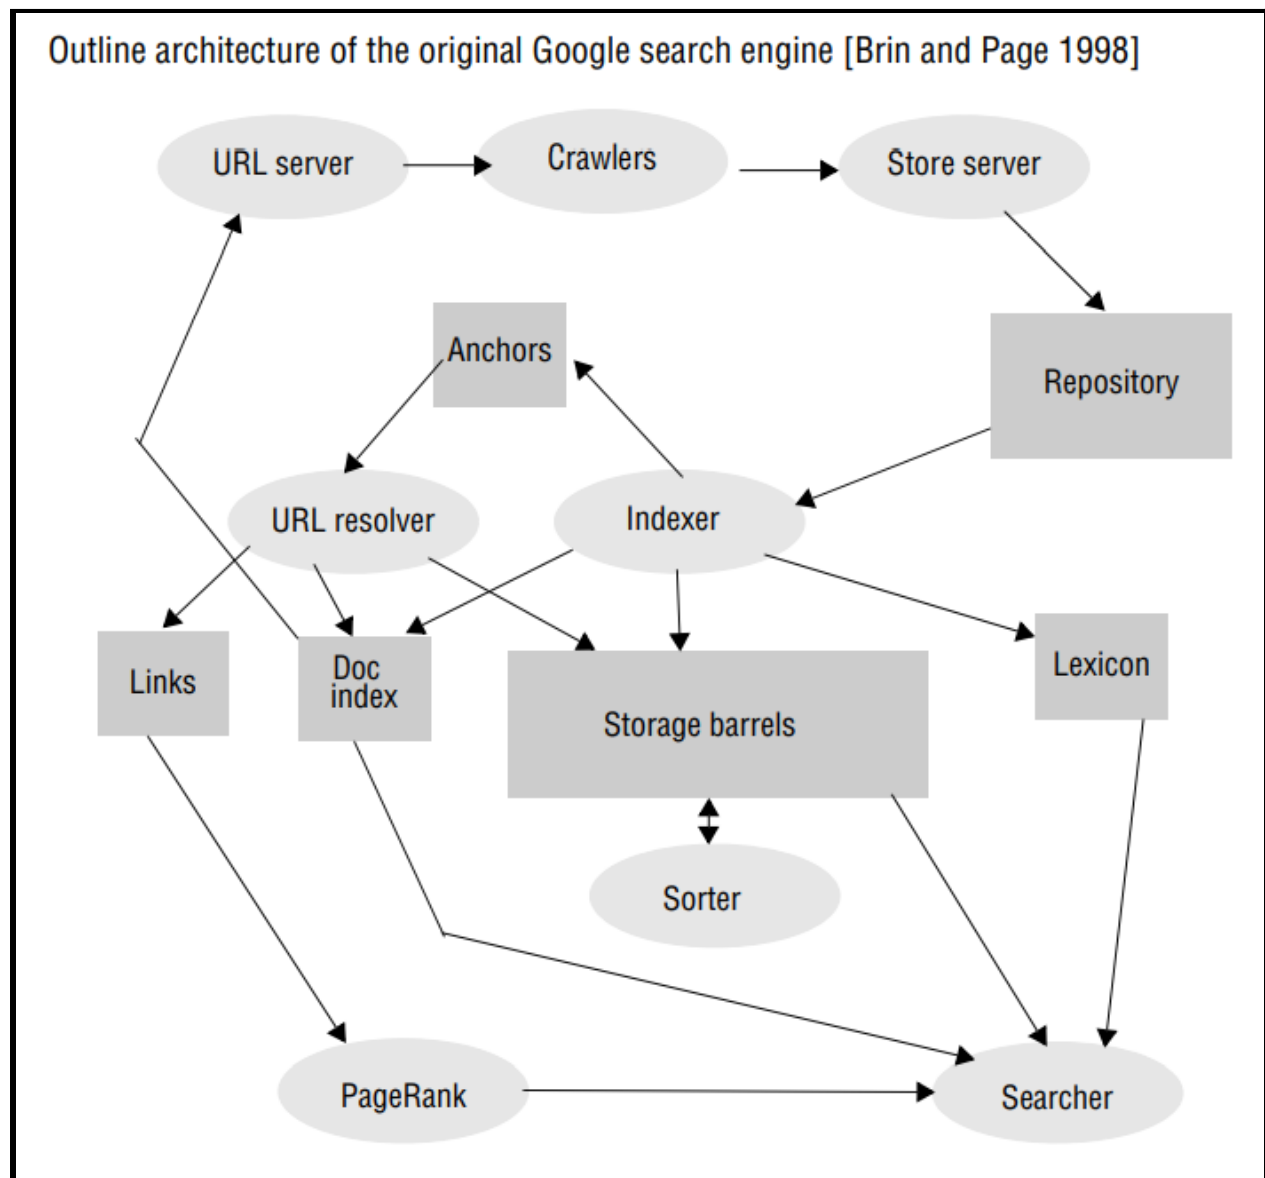 Outline architecture of the original Google search engine [Brin and Page 1998]
URL server
Crawlers
Store server
Anchors
Repository
URL resolver
Indexer
Links
Doc
index
Storage barrels
Lexicon
Sorter
PageRank
Searcher